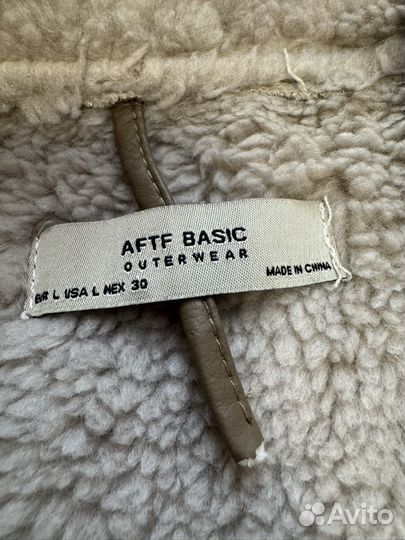 AFTF BASIC
OUTERWEAR
EUR L USA L MEX 30
MADE IN CHINA
Avito